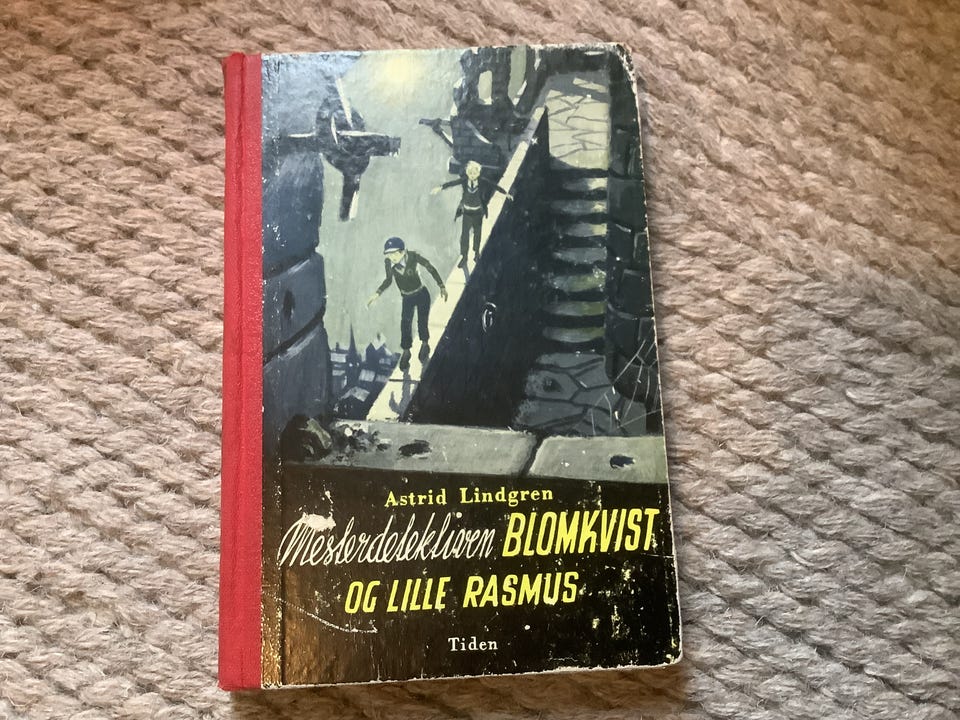 Astrid Lindgren
Mesterdetektiven BLOMKVIST
OG LILLE RASMUS
Tiden